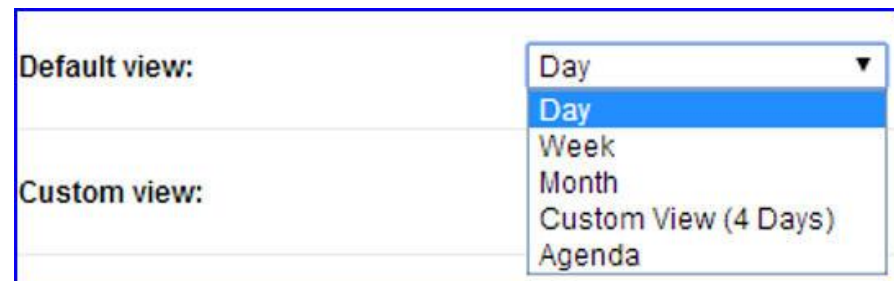 Default view:
Day
Day
Week
Month
Custom view:
Custom View (4 Days)
Agenda